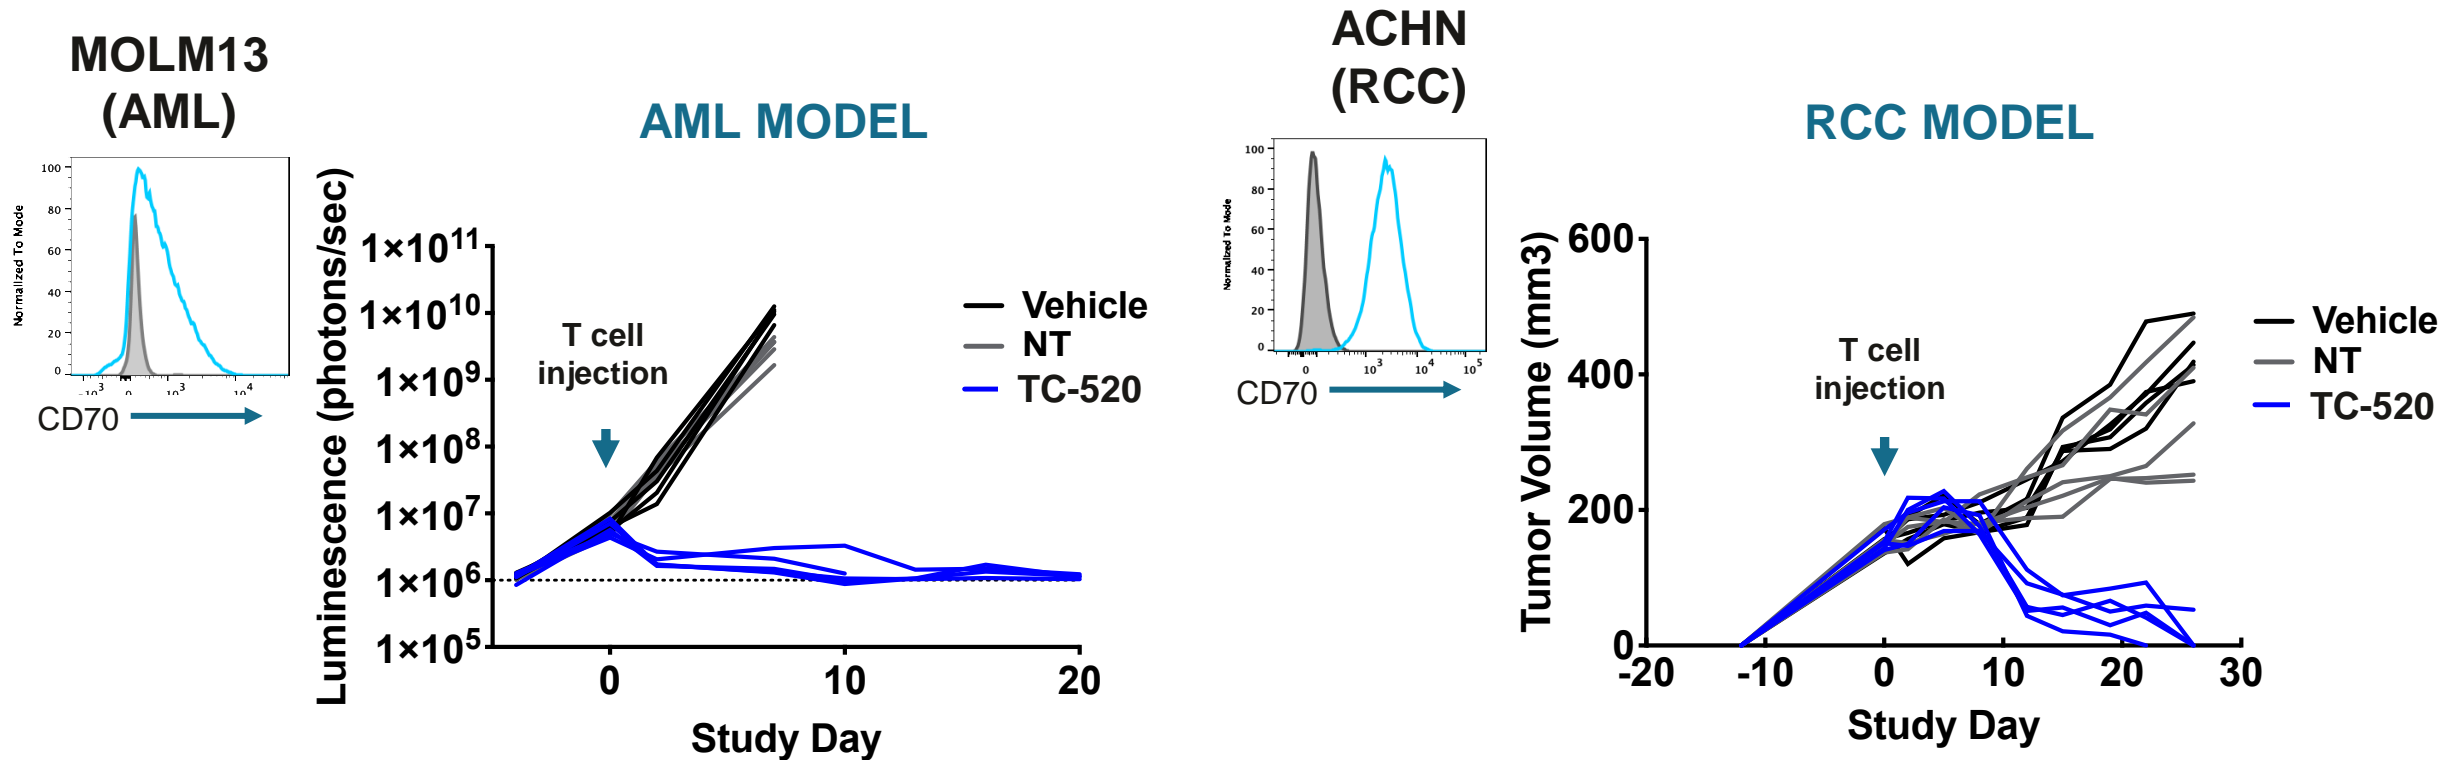 MOLM13
(AML)
100
80
60
40
20
0
Normalized To Mode
0
10³
10⁴
CD70
AML MODEL
Luminescence (photons/sec)
1×10¹¹
1×10¹⁰
1×10⁹
1×10⁸
1×10⁷
1×10⁶
1×10⁵
T cell
injection
Vehicle
NT
TC-520
0
10
20
Study Day
ACHN
(RCC)
100
80
60
40
20
0
Normalized To Mode
0
10³
10⁴
10⁵
CD70
RCC MODEL
Tumor Volume (mm3)
600
400
200
0
T cell
injection
Vehicle
NT
TC-520
-20
-10
0
10
20
30
Study Day